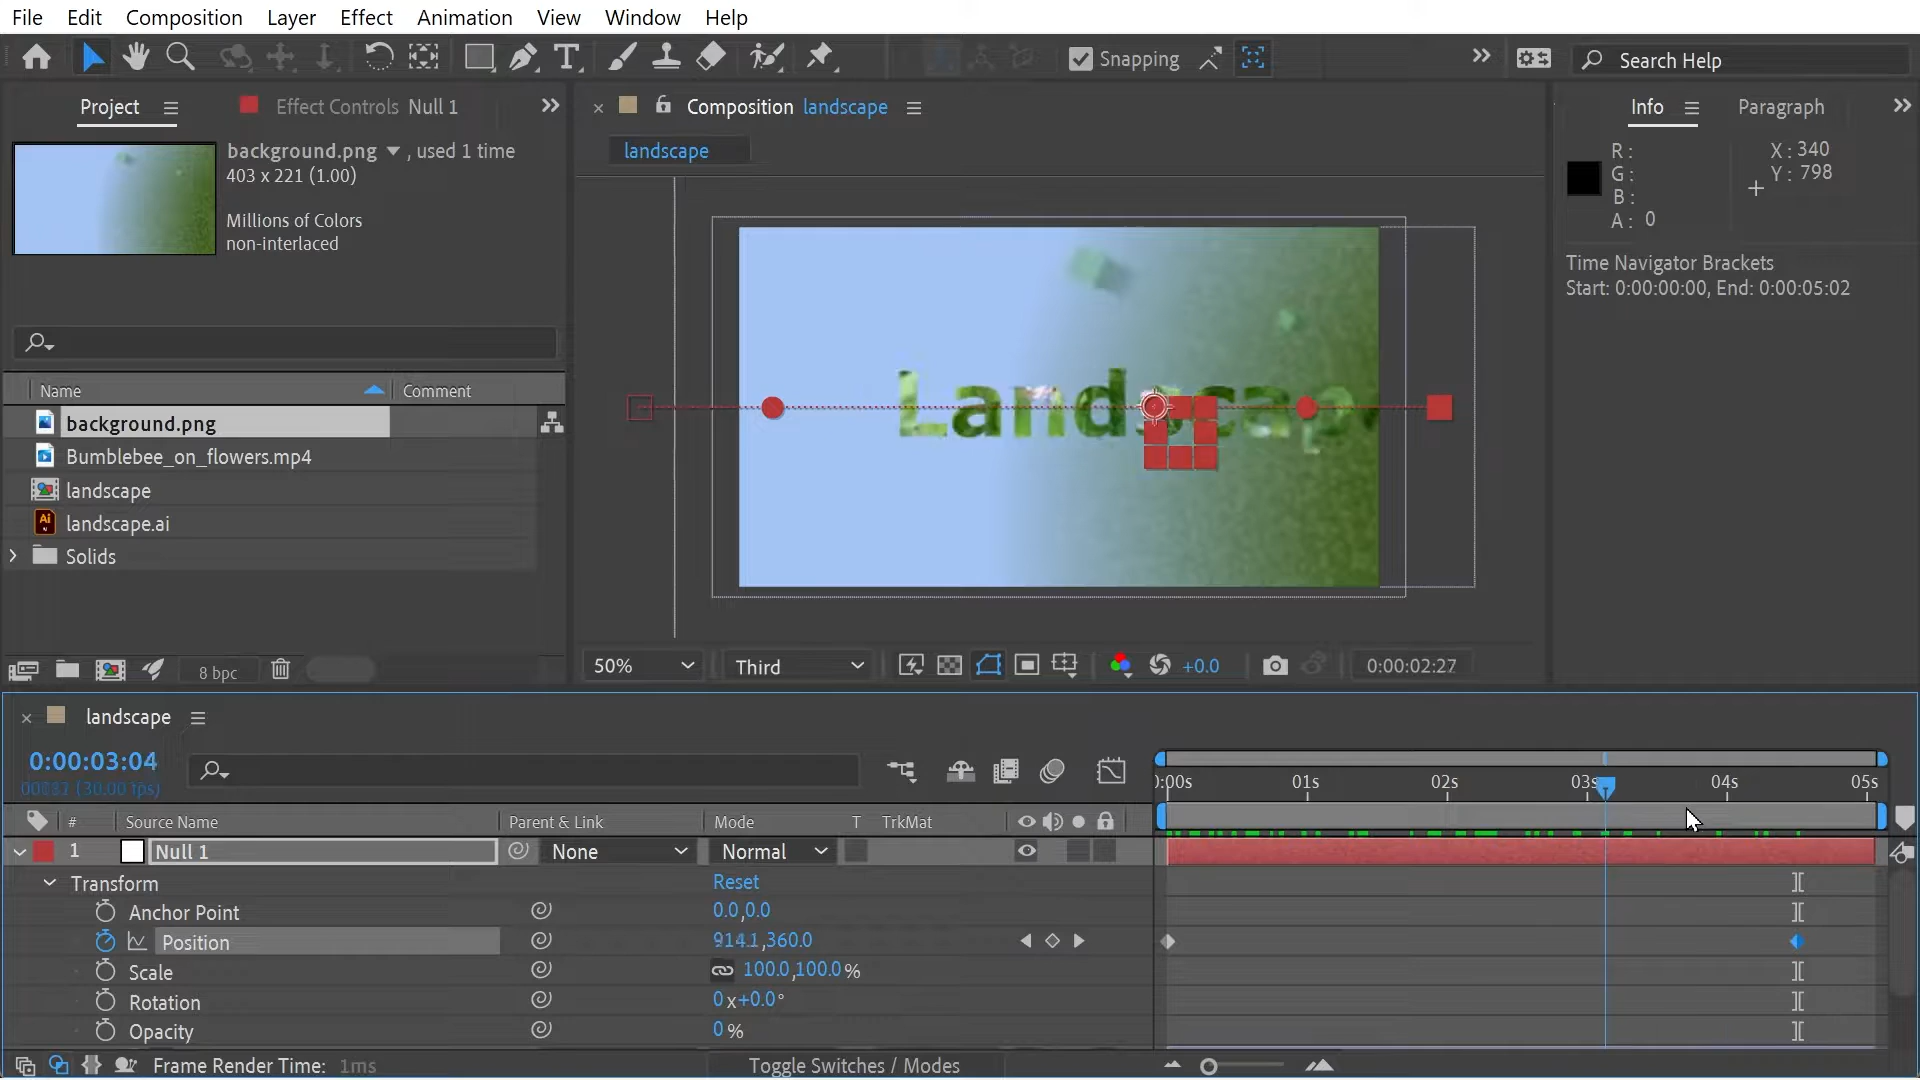 File Edit Composition Layer Effect Animation View Window Help
Snapping
Search Help
Project
Effect Controls Null 1
Composition landscape
Info
Paragraph
landscape
background.png , used 1 time
403 x 221 (1.00)
Millions of Colors
non-interlaced
R :
G :
B :
A : 0
X : 340
Y : 798
Time Navigator Brackets
Start: 0:00:00:00, End: 0:00:05:02
Landscape
Name
Comment
background.png
Bumblebee_on_flowers.mp4
landscape
Ai
landscape.ai
Solids
8 bpc
50%
Third
+0.0
0:00:02:27
landscape
0:00:03:04
(30.00 fps)
0:00s 01s 02s 03s 04s 05s
# Source Name Parent & Link Mode T TrkMat
1 Null 1 None Normal
Transform Reset
Anchor Point 0.0,0.0
Position 914.1,360.0
Scale 100.0,100.0%
Rotation 0x+0.0°
Opacity 0%
Frame Render Time: 1ms
Toggle Switches / Modes